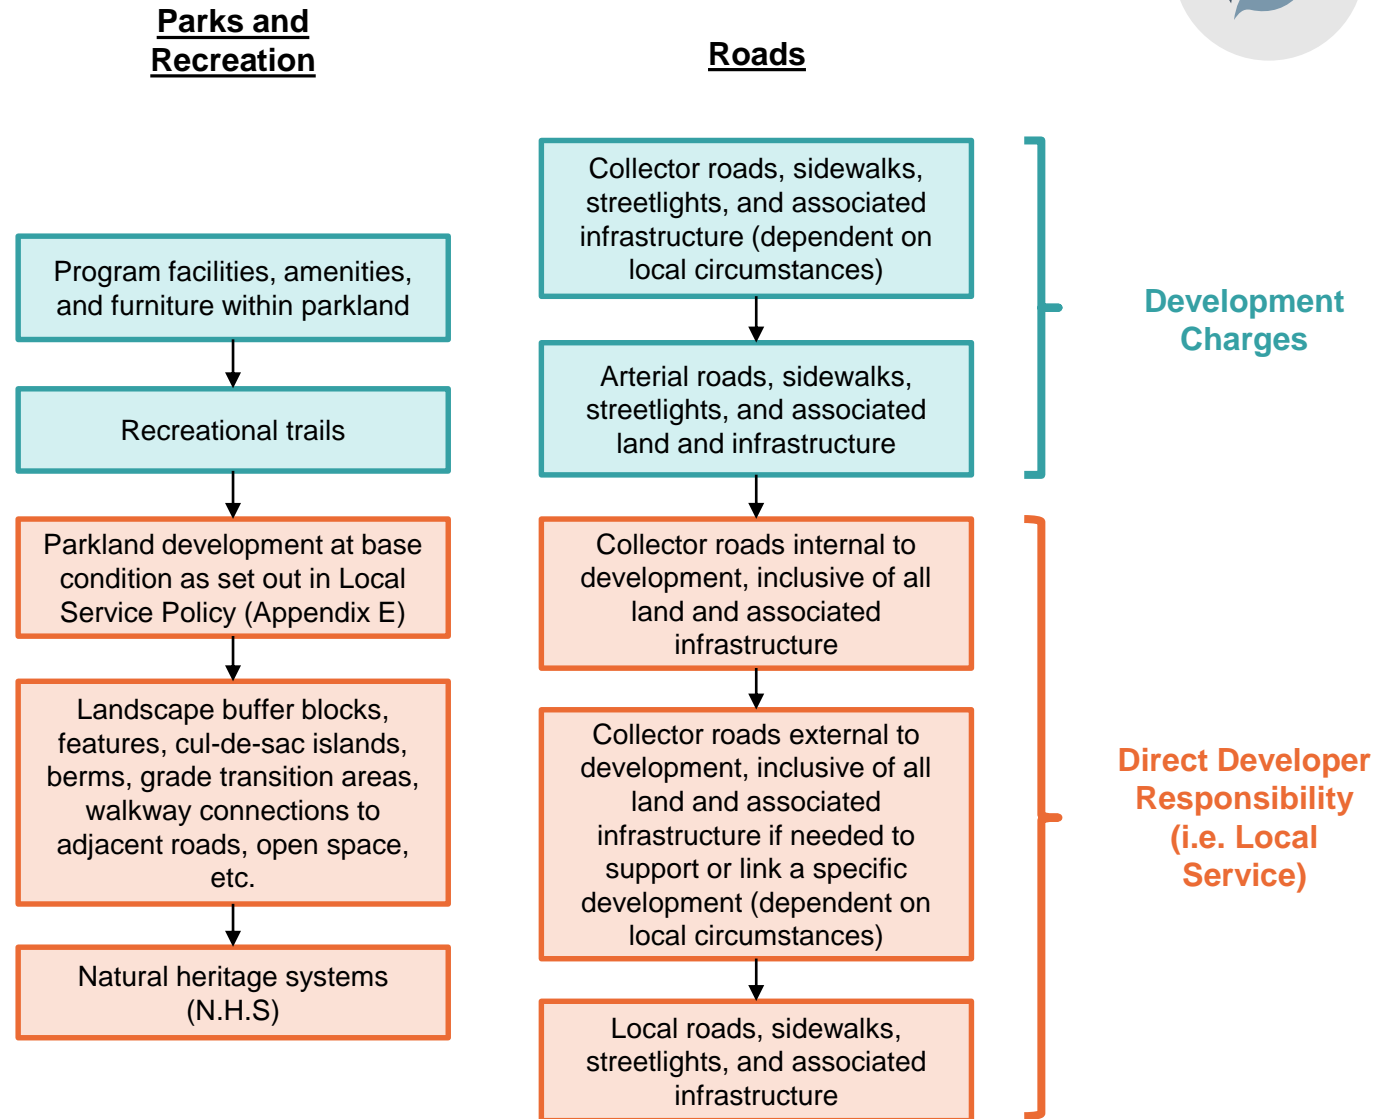 Parks and
Recreation
Program facilities, amenities,
and furniture within parkland
Recreational trails
Parkland development at base
condition as set out in Local
Service Policy (Appendix E)
Landscape buffer blocks,
features, cul-de-sac islands,
berms, grade transition areas,
walkway connections to
adjacent roads, open space,
etc.
Natural heritage systems
(N.H.S)
Roads
Collector roads, sidewalks,
streetlights, and associated
infrastructure (dependent on
local circumstances)
Arterial roads, sidewalks,
streetlights, and associated
land and infrastructure
Collector roads internal to
development, inclusive of all
land and associated
infrastructure
Collector roads external to
development, inclusive of all
land and associated
infrastructure if needed to
support or link a specific
development (dependent on
local circumstances)
Local roads, sidewalks,
streetlights, and associated
infrastructure
Development
Charges
Direct Developer
Responsibility
(i.e. Local
Service)